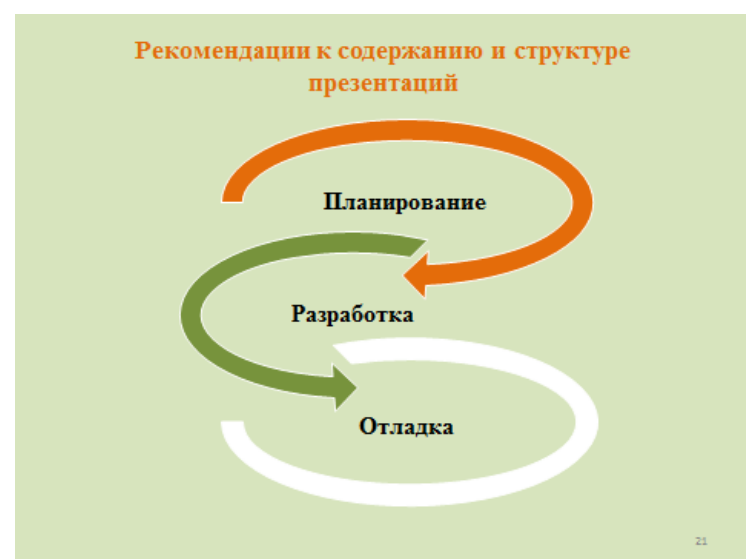 Рекомендации к содержанию и структуре
презентаций
Планирование
Разработка
Отладка
21